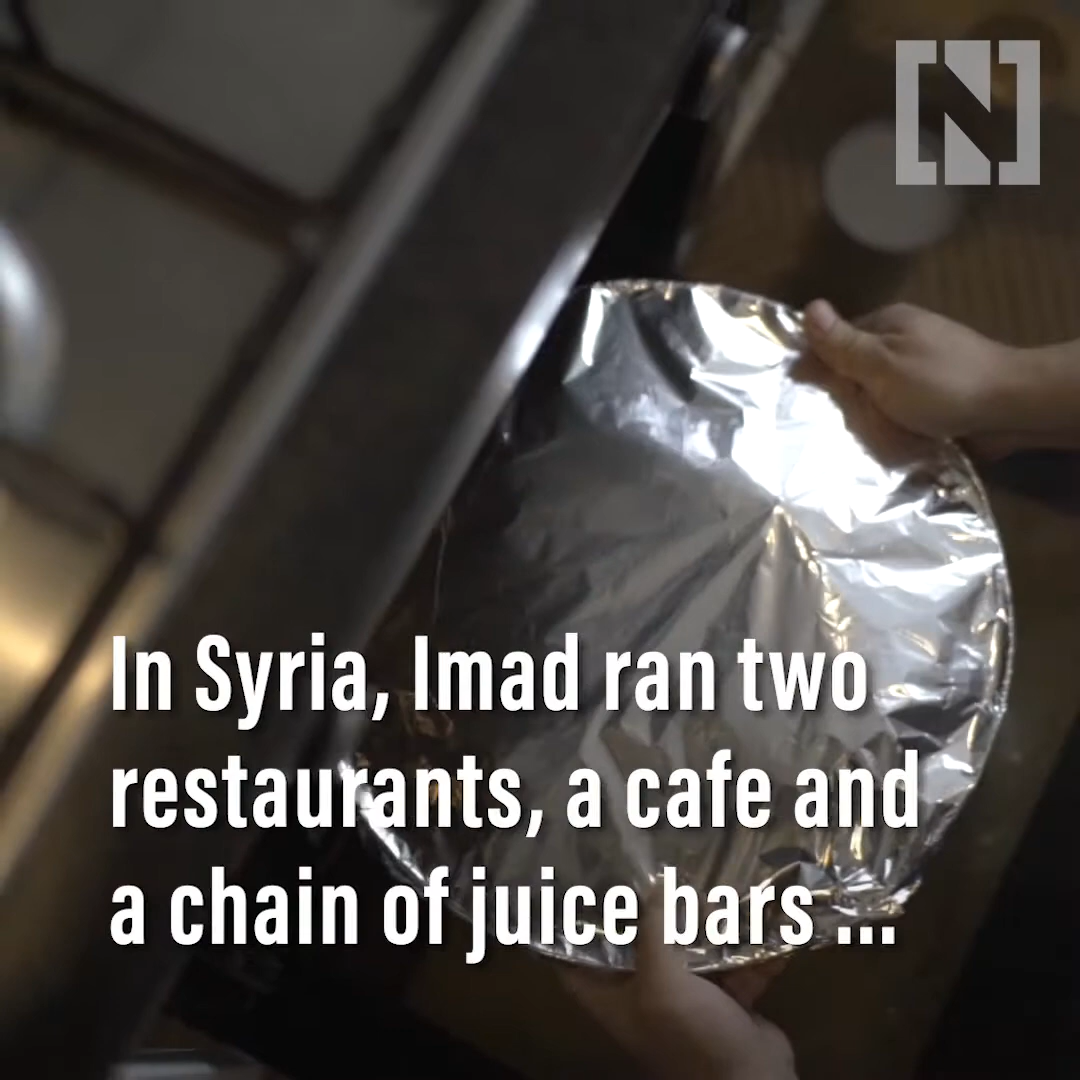 [N]
In Syria, Imad ran two
restaurants, a cafe and
a chain of juice bars ...